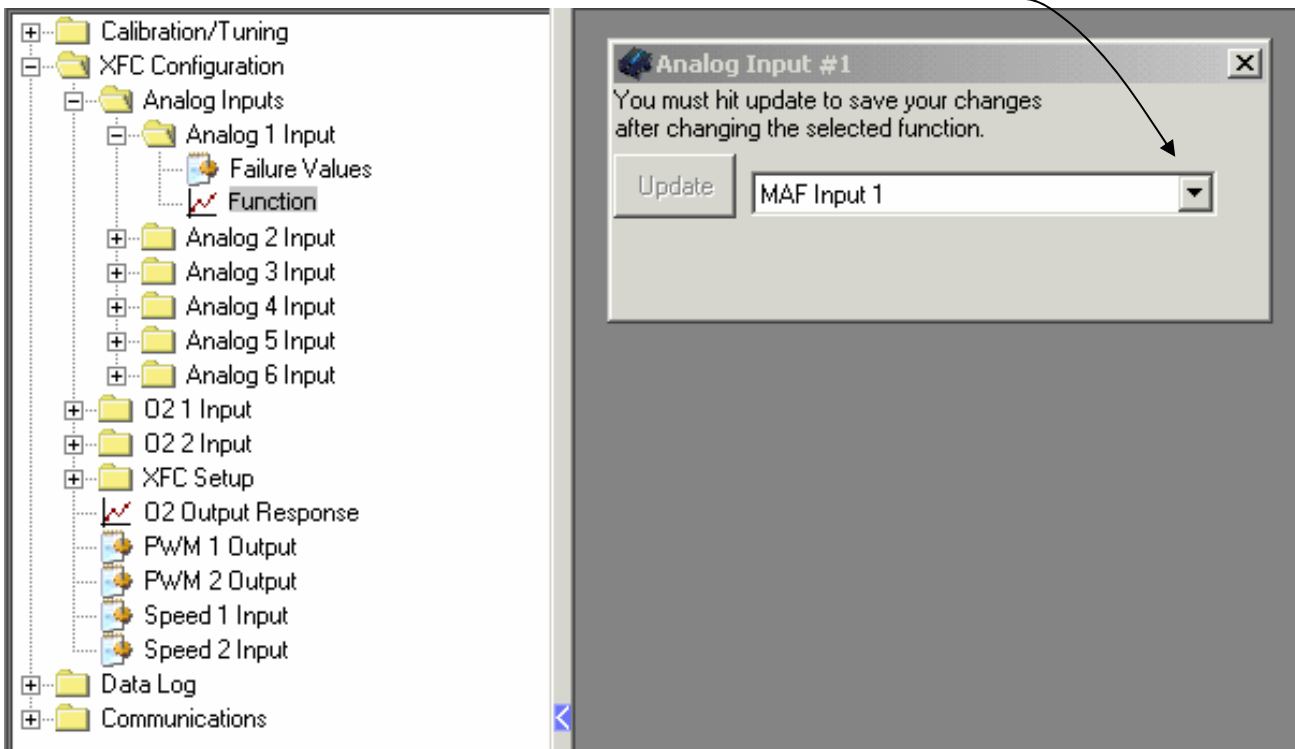 Calibration/Tuning
XFC Configuration
Analog Inputs
Analog 1 Input
Failure Values
Function
Analog 2 Input
Analog 3 Input
Analog 4 Input
Analog 5 Input
Analog 6 Input
O2 1 Input
O2 2 Input
XFC Setup
O2 Output Response
PWM 1 Output
PWM 2 Output
Speed 1 Input
Speed 2 Input
Data Log
Communications
Analog Input #1
You must hit update to save your changes
after changing the selected function.
Update
MAF Input 1